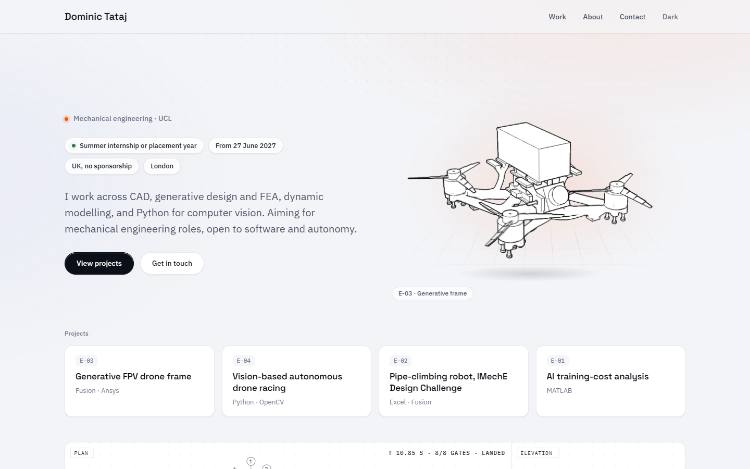 Dominic Tataj
Work About Contact Dark
Mechanical engineering · UCL
Summer internship or placement year From 27 June 2027
UK, no sponsorship London
I work across CAD, generative design and FEA, dynamic
modelling, and Python for computer vision. Aiming for
mechanical engineering roles, open to software and autonomy.
View projects Get in touch
E-03 · Generative frame
Projects
E-03
Generative FPV drone frame
Fusion · Ansys
E-04
Vision-based autonomous
drone racing
Python · OpenCV
E-02
Pipe-climbing robot, IMechE
Design Challenge
Excel · Fusion
E-01
AI training-cost analysis
MATLAB
PLAN
T 10.85 S · 8/8 GATES · LANDED
ELEVATION